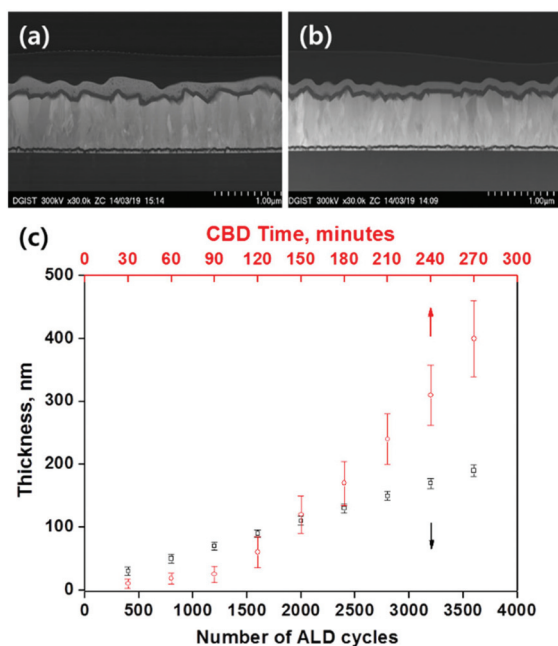 (a)
(b)
DGIST 300kV x30.0k ZC 14/03/19 15:14 1.00μm
DGIST 300kV x30.0k ZC 14/03/19 14:09 1.00μm
(c)
CBD Time, minutes
0 30 60 90 120 150 180 210 240 270 300
500
400
300
200
100
0
Thickness, nm
0 500 1000 1500 2000 2500 3000 3500 4000
Number of ALD cycles